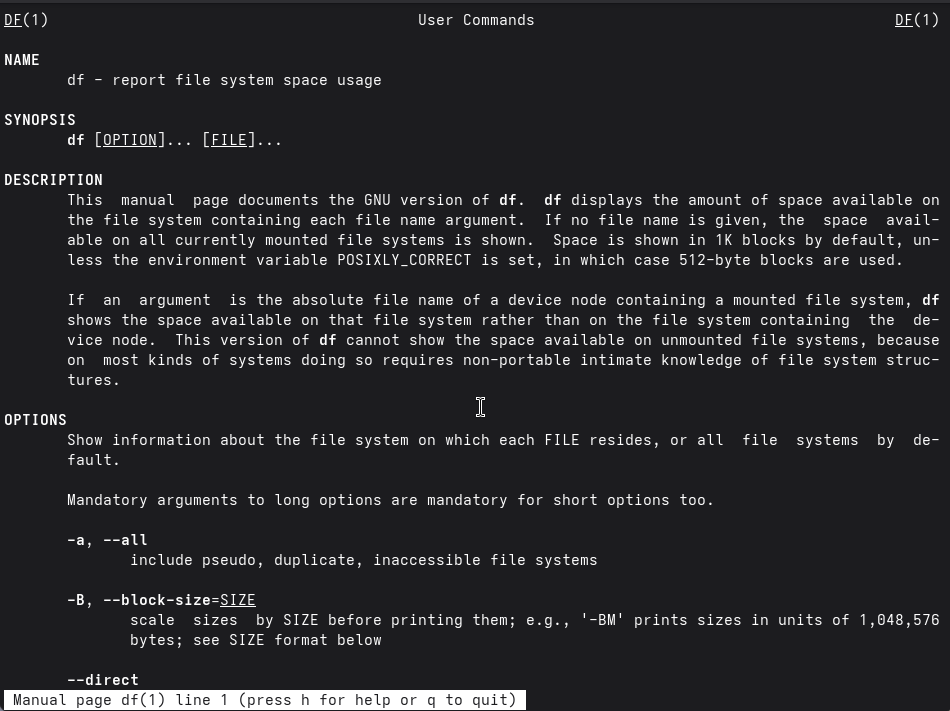 DF(1) User Commands DF(1)
NAME
df - report file system space usage
SYNOPSIS
df [OPTION]... [FILE]...
DESCRIPTION
This manual page documents the GNU version of df. df displays the amount of space available on
the file system containing each file name argument. If no file name is given, the space avail-
able on all currently mounted file systems is shown. Space is shown in 1K blocks by default, un-
less the environment variable POSIXLY_CORRECT is set, in which case 512-byte blocks are used.
If an argument is the absolute file name of a device node containing a mounted file system, df
shows the space available on that file system rather than on the file system containing the de-
vice node. This version of df cannot show the space available on unmounted file systems, because
on most kinds of systems doing so requires non-portable intimate knowledge of file system struc-
tures.
OPTIONS
Show information about the file system on which each FILE resides, or all file systems by de-
fault.
Mandatory arguments to long options are mandatory for short options too.
-a, --all
include pseudo, duplicate, inaccessible file systems
-B, --block-size=SIZE
scale sizes by SIZE before printing them; e.g., '-BM' prints sizes in units of 1,048,576
bytes; see SIZE format below
--direct
Manual page df(1) line 1 (press h for help or q to quit)